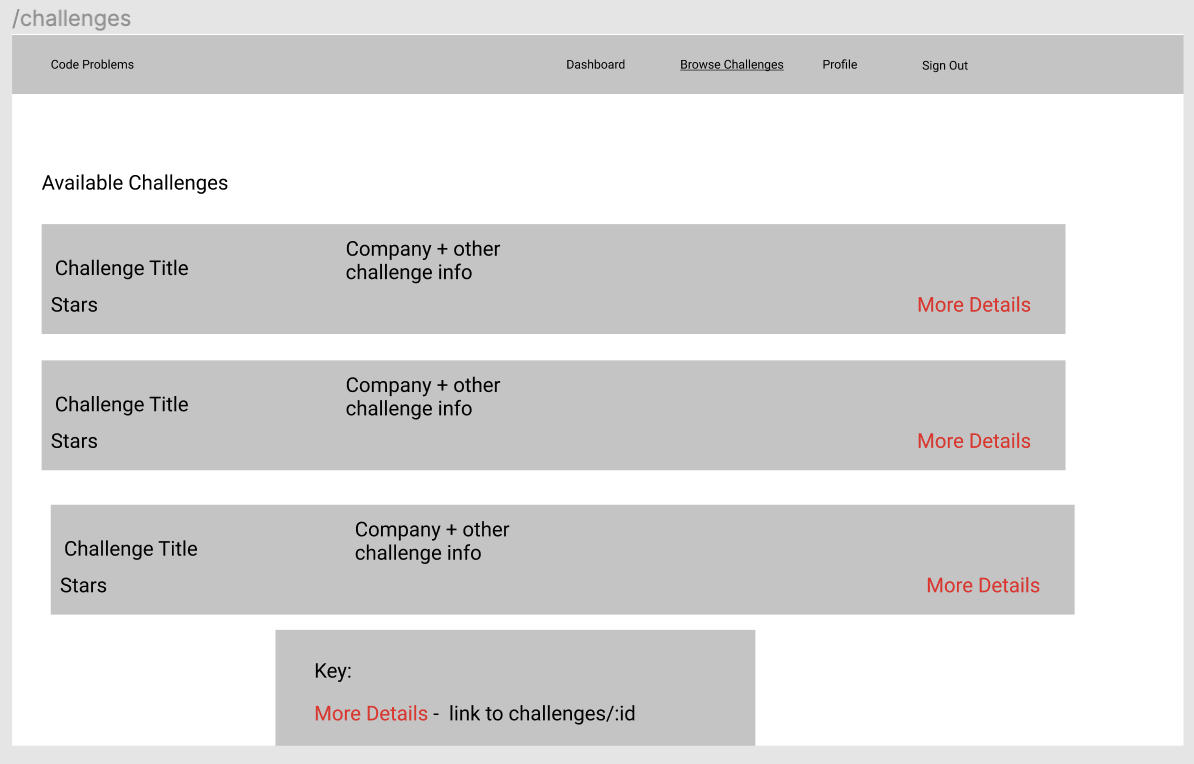 /challenges
Code Problems Dashboard Browse Challenges Profile Sign Out
Available Challenges
Company + other
challenge info
Challenge Title
Stars
More Details
Company + other
challenge info
Challenge Title
Stars
More Details
Company + other
challenge info
Challenge Title
Stars
More Details
Key:
More Details - link to challenges/:id